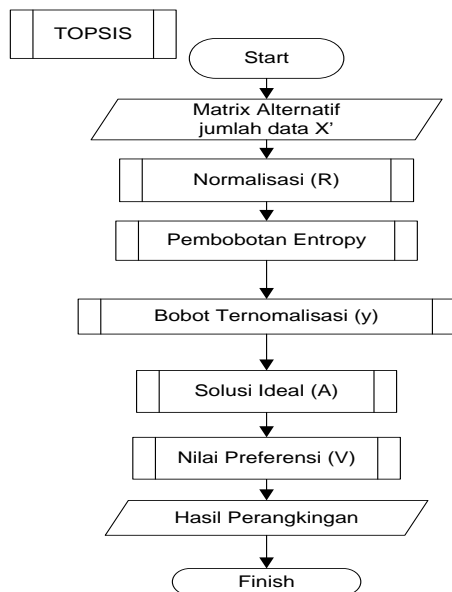 TOPSIS
Start
Matrix Alternatif
jumlah data X'
Normalisasi (R)
Pembobotan Entropy
Bobot Ternomalisasi (y)
Solusi Ideal (A)
Nilai Preferensi (V)
Hasil Perangkingan
Finish